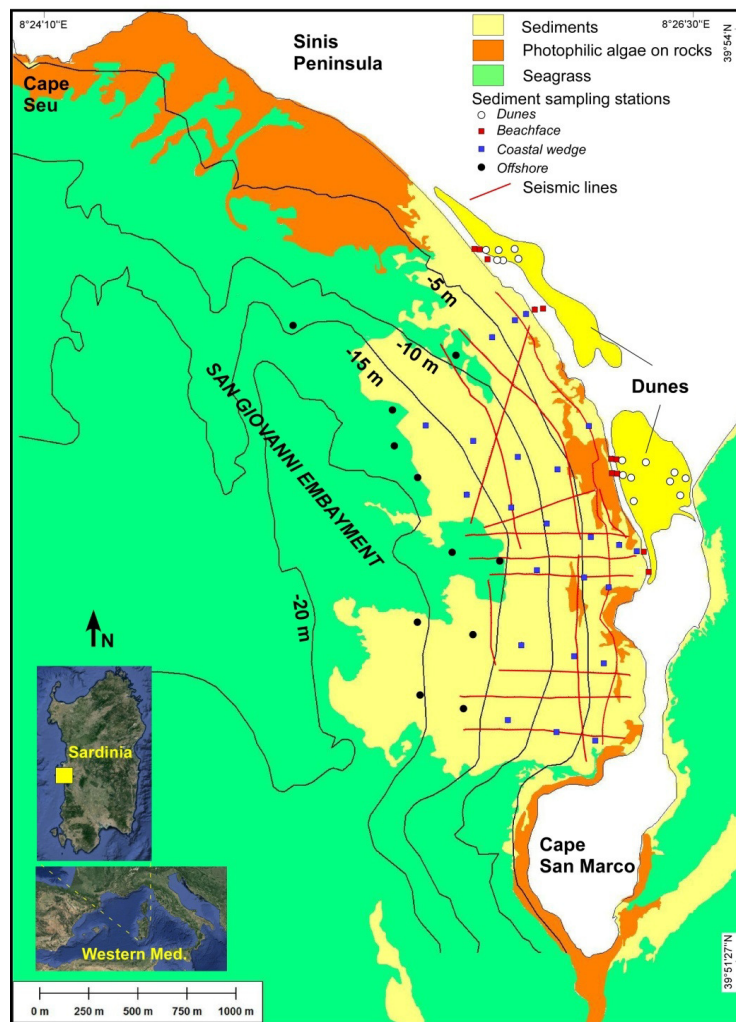 8°24'10"E
8°26'30"E
39°54'N
Sinis
Peninsula
Sediments
Photophilic algae on rocks
Seagrass
Sediment sampling stations
Dunes
Beachface
Coastal wedge
Offshore
Seismic lines
Cape
Seu
-5 m
-10 m
-15 m
Dunes
SAN GIOVANNI EMBAYMENT
-20 m
N
Sardinia
Cape
San Marco
Western Med.
39°51'27"N
0 m 250 m 500 m 750 m 1000 m